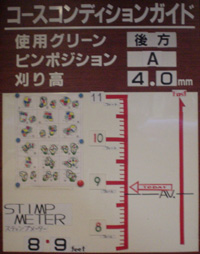 コースコンディションガイド
使用グリーン 後方
ピンポジション A
刈り高 4.0mm
11
10
9
8
AV.
STIMP
METER
スティンプメーター
8.9 feet